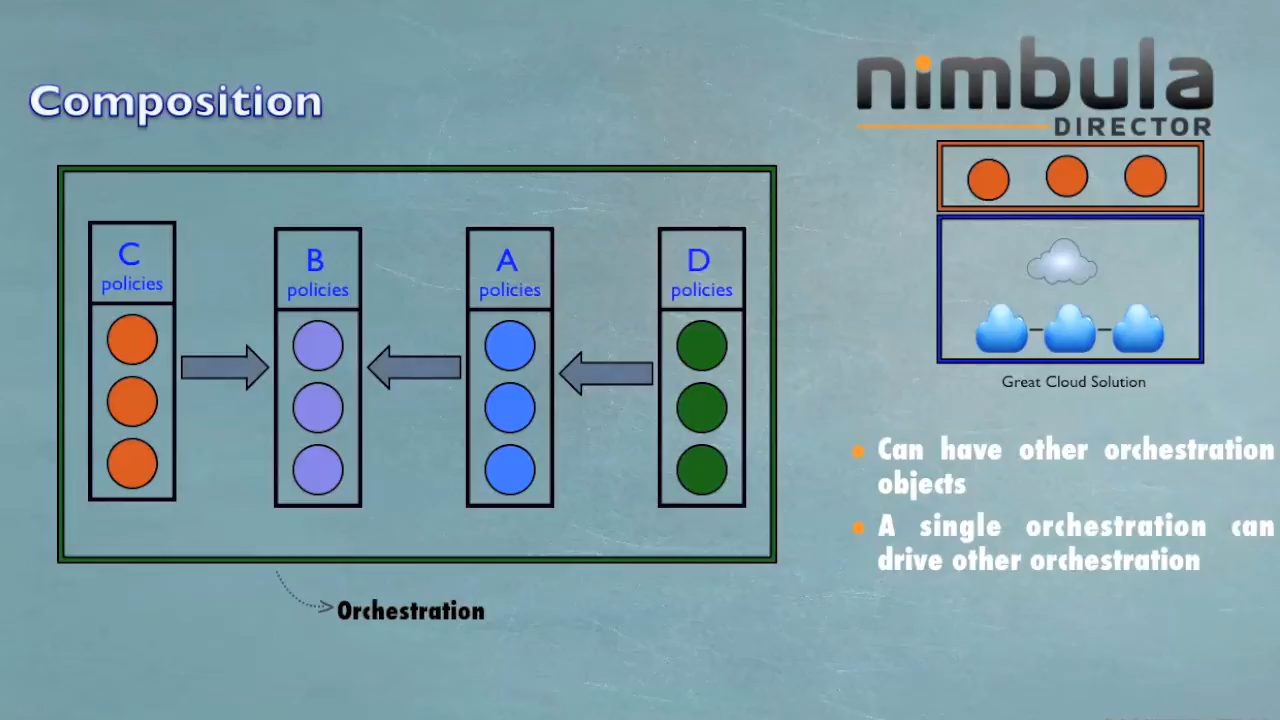 Composition
nimbula
DIRECTOR
C
policies
B
policies
A
policies
D
policies
Great Cloud Solution
Can have other orchestration
objects
A single orchestration can
drive other orchestration
Orchestration